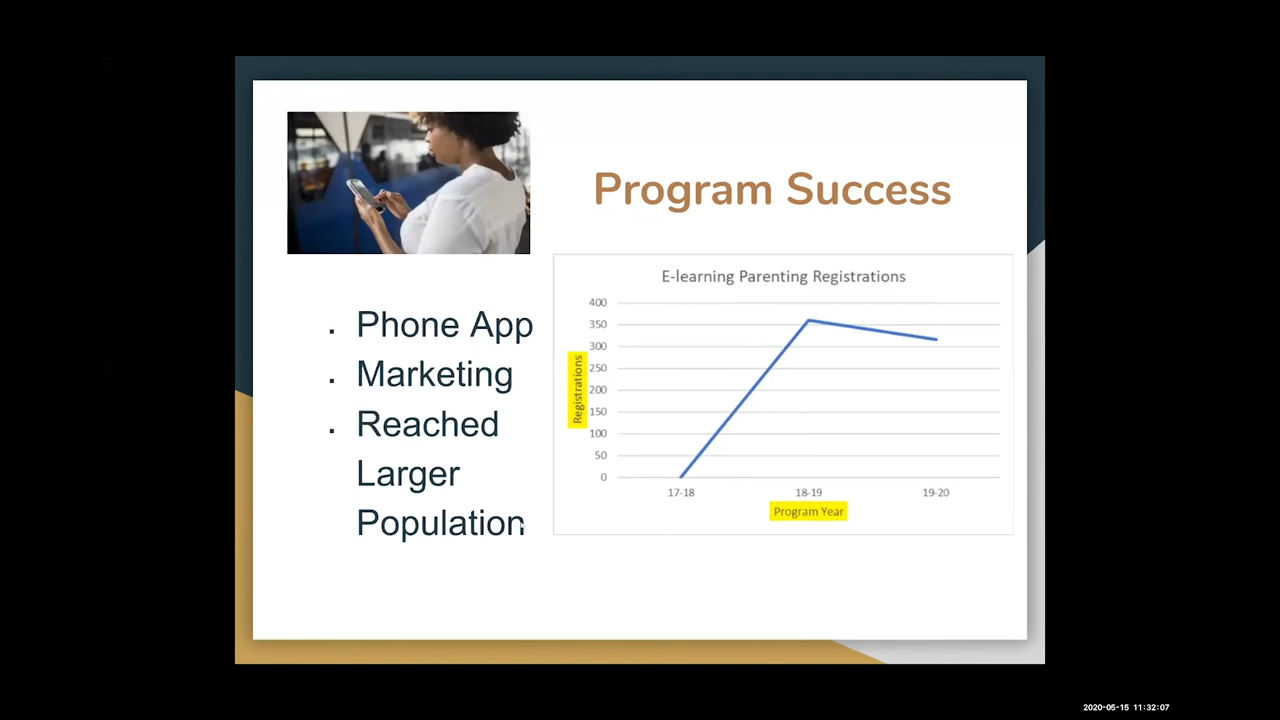 Program Success
Phone App
Marketing
Reached
Larger
Population
E-learning Parenting Registrations
400
350
300
250
200
150
100
50
0
Registrations
17-18 18-19 19-20
Program Year
2020-05-15 11:32:07